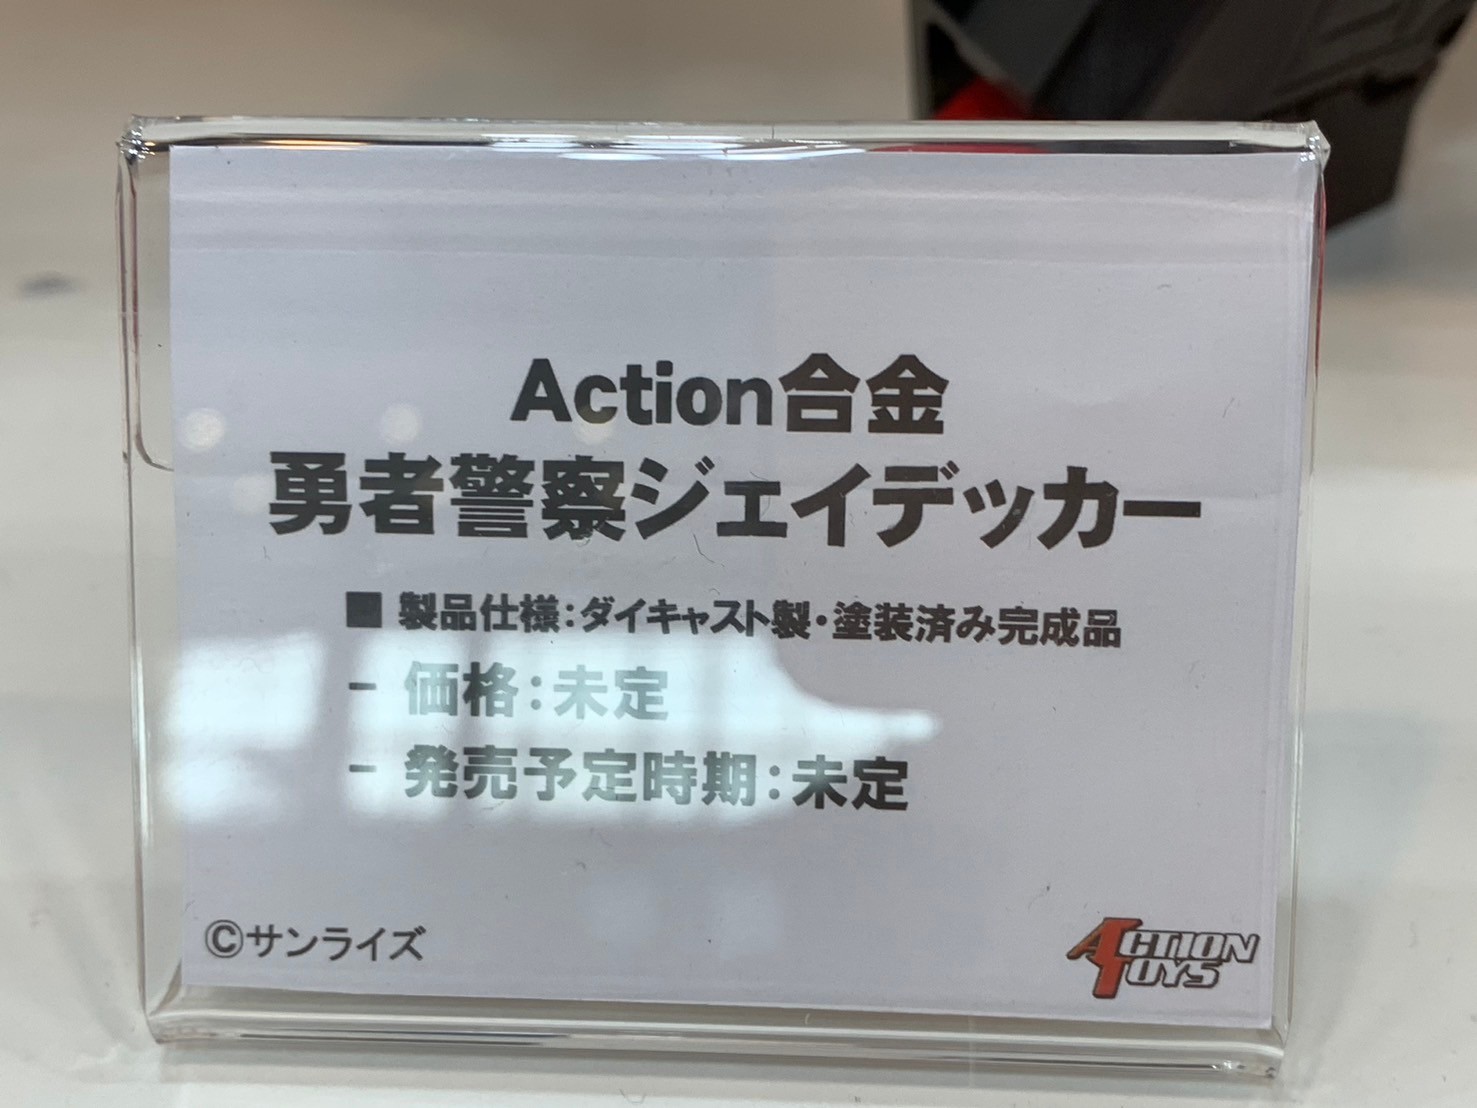 Action合金
勇者警察ジェイデッカー
■ 製品仕様：ダイキャスト製・塗装済み完成品
- 価格：未定
- 発売予定時期：未定
©サンライズ
ACTION
TOYS